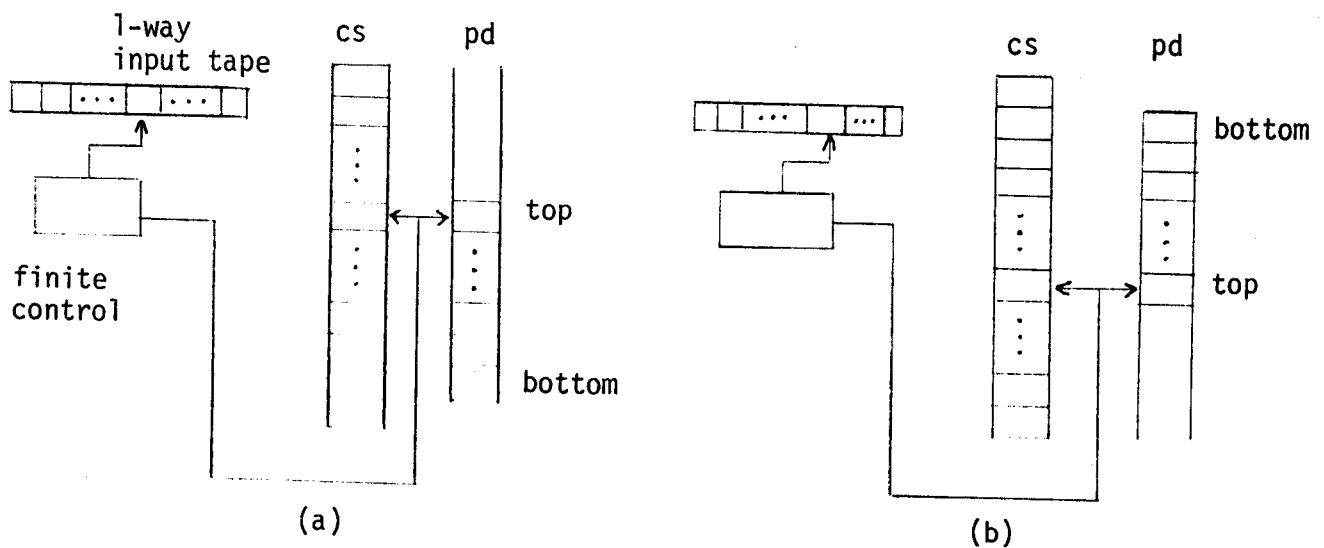 1-way
input tape
cs
pd
top
finite
control
bottom
(a)
cs
pd
bottom
top
(b)